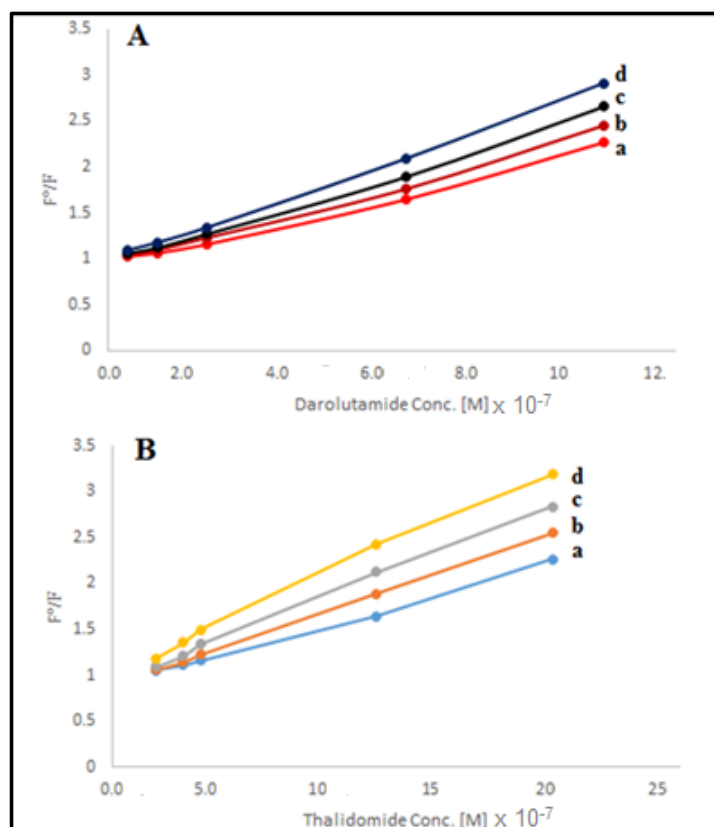 A
3.5
3
2.5
2
1.5
1
0.5
0
F°/F
d
c
b
a
0.0 2.0 4.0 6.0 8.0 10 12.
Darolutamide Conc. [M] x 10⁻⁷
B
3.5
3
2.5
2
1.5
1
0.5
0
F°/F
d
c
b
a
0.0 5.0 10 15 20 25
Thalidomide Conc. [M] x 10⁻⁷